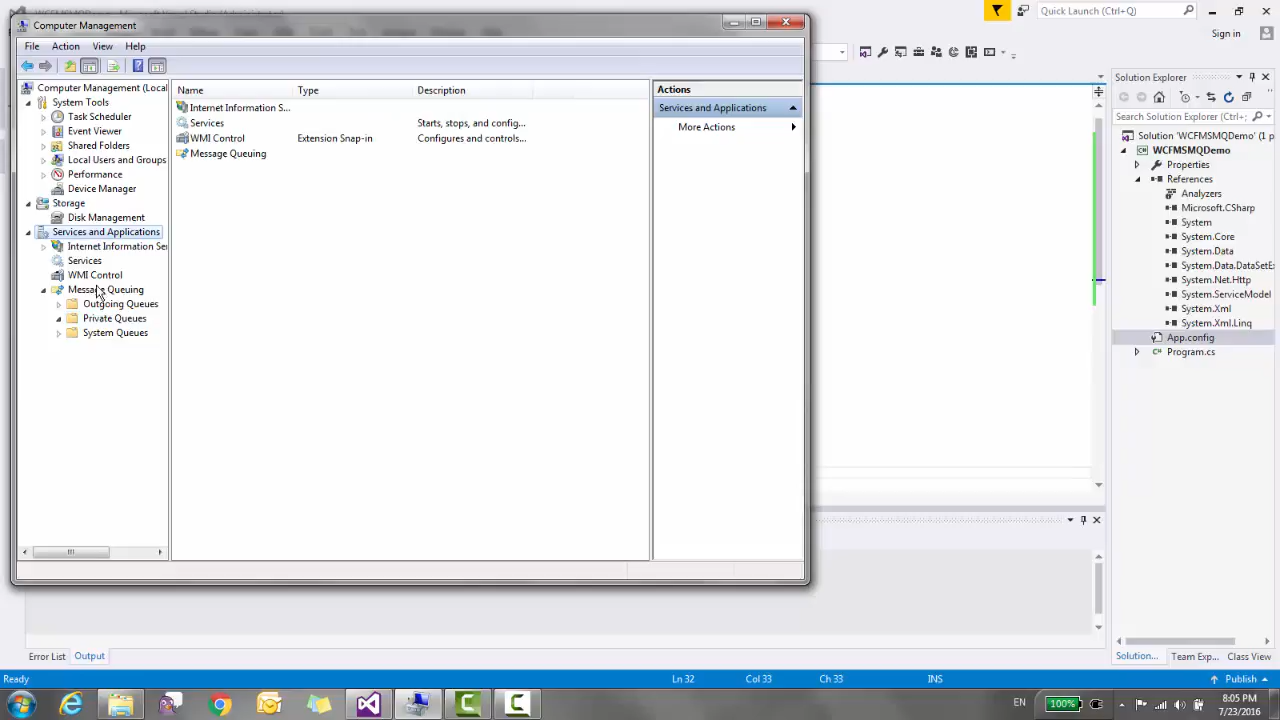 Computer Management
File Action View Help
Computer Management (Local
System Tools
Task Scheduler
Event Viewer
Shared Folders
Local Users and Groups
Performance
Device Manager
Storage
Disk Management
Services and Applications
Internet Information Ser
Services
WMI Control
Message Queuing
Outgoing Queues
Private Queues
System Queues
Name Type Description
Internet Information S...
Services Starts, stops, and config...
WMI Control Extension Snap-in Configures and controls...
Message Queuing
Actions
Services and Applications
More Actions
Quick Launch (Ctrl+Q)
Sign in
Solution Explorer
Search Solution Explorer (Ctrl+;
Solution 'WCFMSMQDemo' (1 p
WCFMSMQDemo
Properties
References
Analyzers
Microsoft.CSharp
System
System.Core
System.Data
System.Data.DataSetE
System.Net.Http
System.ServiceModel
System.Xml
System.Xml.Linq
App.config
Program.cs
Solution... Team Exp... Class View
Error List Output
Ready Ln 32 Col 33 Ch 33 INS Publish
EN 100% 8:05 PM
7/23/2016